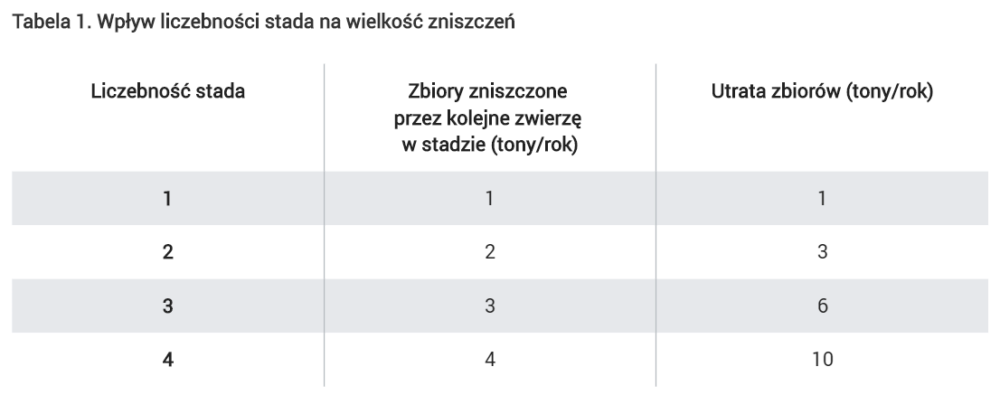 Tabela 1. Wpływ liczebności stada na wielkość zniszczeń
Liczebność stada
Zbiory zniszczone
przez kolejne zwierzę
w stadzie (tony/rok)
Utrata zbiorów (tony/rok)
1 1 1
2 2 3
3 3 6
4 4 10